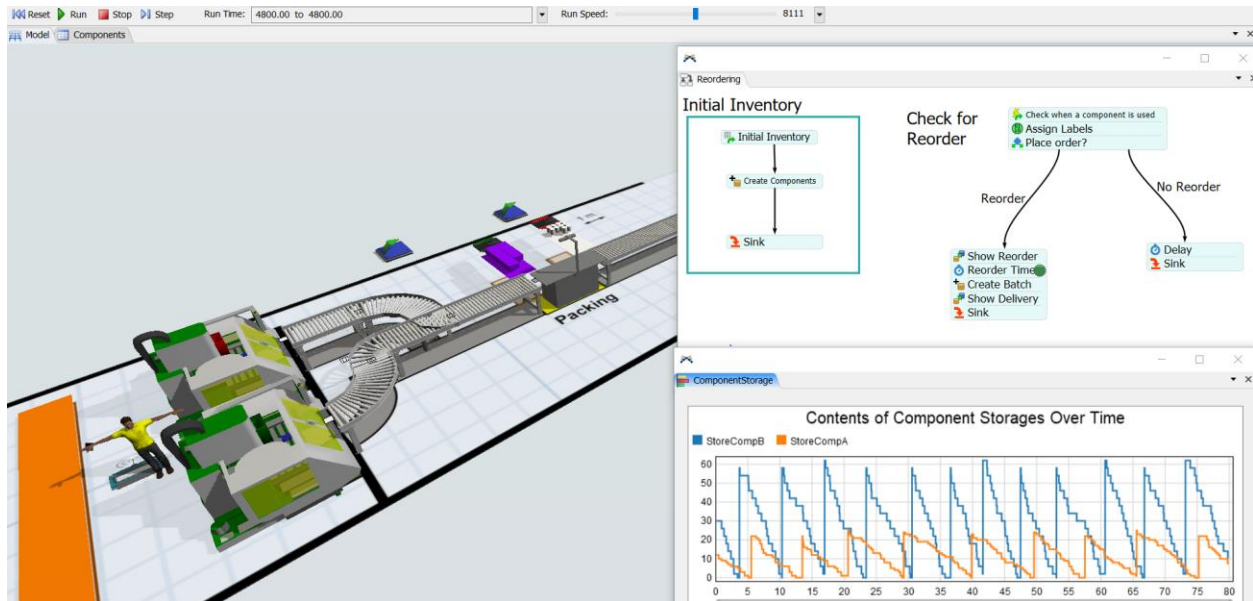 Reset Run Stop Step Run Time: 4800.00 to 4800.00 Run Speed: 8111
Model Components
Reordering
Initial Inventory
Initial Inventory
Create Components
Sink
Check for
Reorder
Check when a component is used
Assign Labels
Place order?
Reorder
No Reorder
Show Reorder
Reorder Time
Create Batch
Show Delivery
Sink
Delay
Sink
1 m
Packing
ComponentStorage
Contents of Component Storages Over Time
StoreCompB StoreCompA
60
50
40
30
20
10
0
0 5 10 15 20 25 30 35 40 45 50 55 60 65 70 75 80